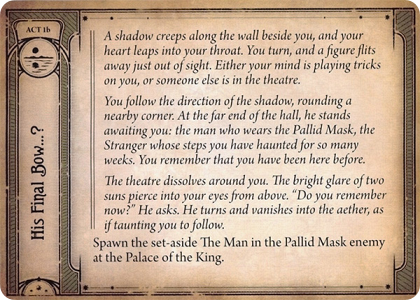 ACT 1b
His Final Bow...?
A shadow creeps along the wall beside you, and your
heart leaps into your throat. You turn, and a figure flits
away just out of sight. Either your mind is playing tricks
on you, or someone else is in the theatre.
You follow the direction of the shadow, rounding a
nearby corner. At the far end of the hall, he stands
awaiting you: the man who wears the Pallid Mask, the
Stranger whose steps you have haunted for so many
weeks. You remember that you have been here before.
The theatre dissolves around you. The bright glare of two
suns pierce into your eyes from above. “Do you remember
now?” He asks. He turns and vanishes into the aether, as
if taunting you to follow.
Spawn the set-aside The Man in the Pallid Mask enemy
at the Palace of the King.